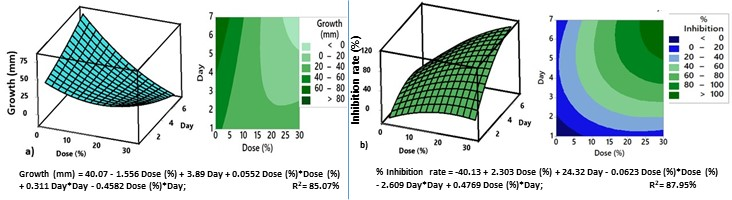 Growth (mm)
75
50
25
0
0
10
20
30
Dose (%)
2
4
6
Day
a)
7
6
5
4
3
2
1
Day
0 5 10 15 20 25 30
Dose (%)
Growth
(mm)
< 0
0 – 20
20 – 40
40 – 60
60 – 80
> 80
Growth (mm) = 40.07 - 1.556 Dose (%) + 3.89 Day + 0.0552 Dose (%)*Dose (%)
+ 0.311 Day*Day - 0.4582 Dose (%)*Day; R²= 85.07%
Inhibition rate (%)
120
80
40
0
0
10
20
30
Dose (%)
2
4
6
Day
b)
7
6
5
4
3
2
1
Day
0 5 10 15 20 25 30
Dose (%)
%
Inhibition
< 0
0 – 20
20 – 40
40 – 60
60 – 80
80 – 100
> 100
% Inhibition rate = -40.13 + 2.303 Dose (%) + 24.32 Day - 0.0623 Dose (%)*Dose (%)
- 2.609 Day*Day + 0.4769 Dose (%)*Day; R²= 87.95%